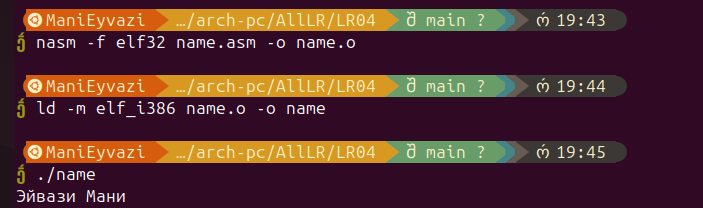 ManiEyvazi …/arch-pc/AllLR/LR04 main ? 19:43
nasm -f elf32 name.asm -o name.o
ManiEyvazi …/arch-pc/AllLR/LR04 main ? 19:44
ld -m elf_i386 name.o -o name
ManiEyvazi …/arch-pc/AllLR/LR04 main ? 19:45
./name
Эйвази Мани